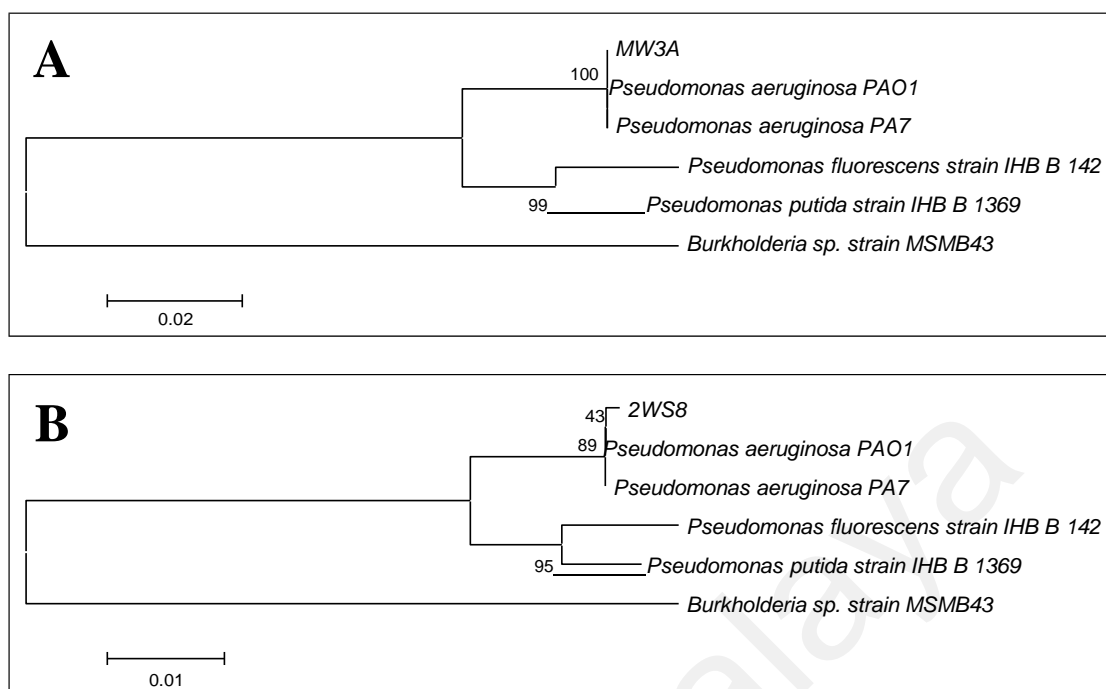 A
MW3A
100
Pseudomonas aeruginosa PAO1
Pseudomonas aeruginosa PA7
Pseudomonas fluorescens strain IHB B 142
99
Pseudomonas putida strain IHB B 1369
Burkholderia sp. strain MSMB43
0.02
B
2WS8
43
89
Pseudomonas aeruginosa PAO1
Pseudomonas aeruginosa PA7
Pseudomonas fluorescens strain IHB B 142
95
Pseudomonas putida strain IHB B 1369
Burkholderia sp. strain MSMB43
0.01
alaya